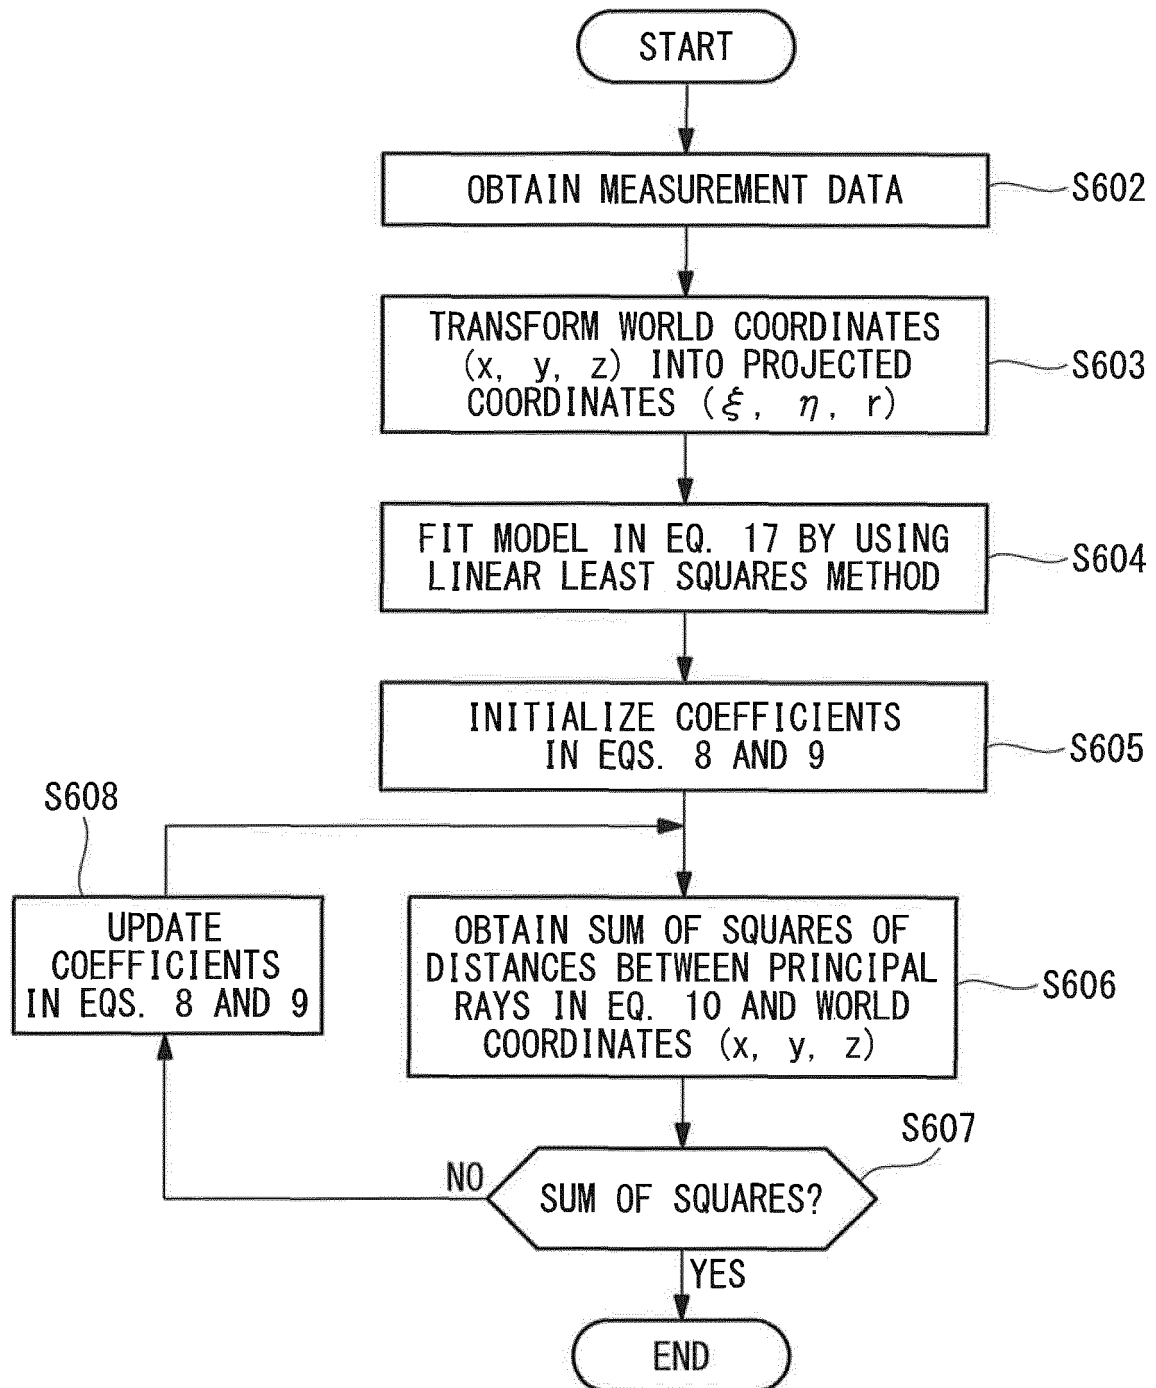 START
OBTAIN MEASUREMENT DATA
S602
TRANSFORM WORLD COORDINATES
(x, y, z) INTO PROJECTED
COORDINATES (ξ, η, r)
S603
FIT MODEL IN EQ. 17 BY USING
LINEAR LEAST SQUARES METHOD
S604
INITIALIZE COEFFICIENTS
IN EQS. 8 AND 9
S605
S608
UPDATE
COEFFICIENTS
IN EQS. 8 AND 9
OBTAIN SUM OF SQUARES OF
DISTANCES BETWEEN PRINCIPAL
RAYS IN EQ. 10 AND WORLD
COORDINATES (x, y, z)
S606
S607
NO
SUM OF SQUARES?
YES
END